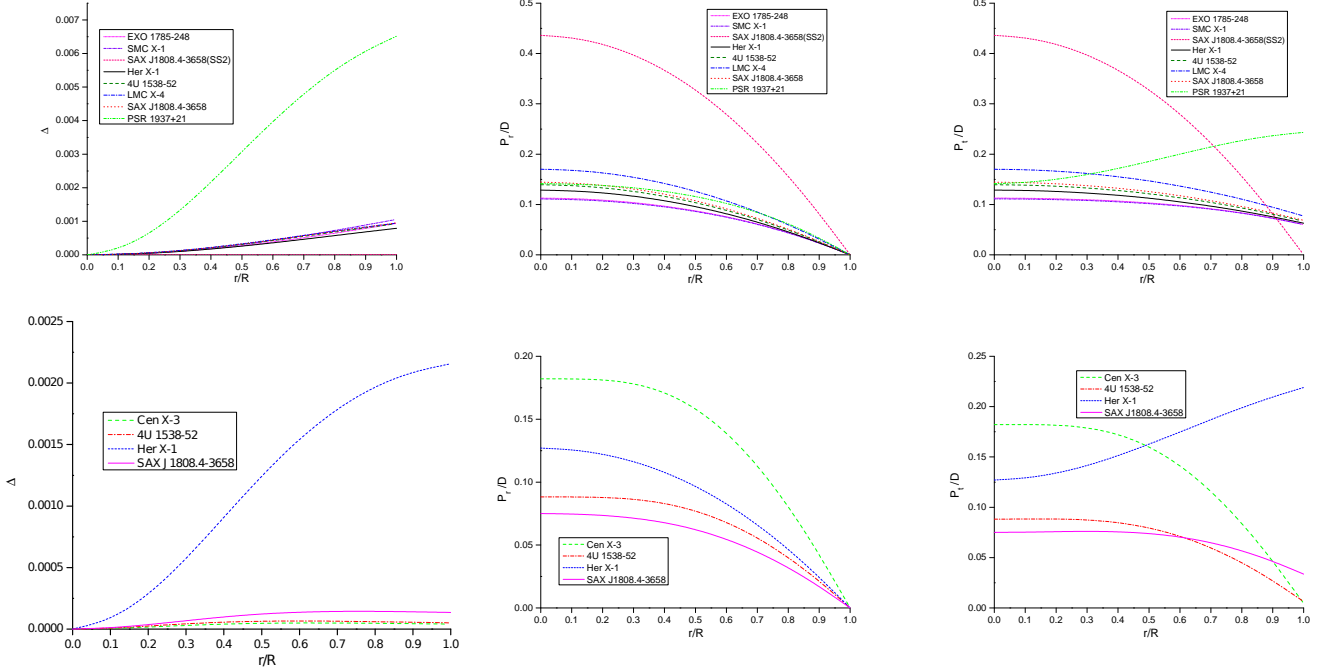 0.007
0.006
0.005
0.004
0.003
0.002
0.001
0.000
Δ
EXO 1785-248
SMC X-1
SAX J1808.4-3658(SS2)
Her X-1
4U 1538-52
LMC X-4
SAX J1808.4-3658
PSR 1937+21
0.0 0.1 0.2 0.3 0.4 0.5 0.6 0.7 0.8 0.9 1.0
r/R
0.5
0.4
0.3
0.2
0.1
0.0
P_r/D
EXO 1785-248
SMC X-1
SAX J1808.4-3658(SS2)
Her X-1
4U 1538-52
LMC X-4
SAX J1808.4-3658
PSR 1937+21
0.0 0.1 0.2 0.3 0.4 0.5 0.6 0.7 0.8 0.9 1.0
r/R
0.5
0.4
0.3
0.2
0.1
0.0
P_t/D
EXO 1785-248
SMC X-1
SAX J1808.4-3658(SS2)
Her X-1
4U 1538-52
LMC X-4
SAX J1808.4-3658
PSR 1937+21
0.0 0.1 0.2 0.3 0.4 0.5 0.6 0.7 0.8 0.9 1.0
r/R
0.0025
0.0020
0.0015
0.0010
0.0005
0.0000
Δ
Cen X-3
4U 1538-52
Her X-1
SAX J1808.4-3658
0.0 0.1 0.2 0.3 0.4 0.5 0.6 0.7 0.8 0.9 1.0
r/R
0.20
0.15
0.10
0.05
0.00
P_r/D
Cen X-3
4U 1538-52
Her X-1
SAX J1808.4-3658
0.0 0.1 0.2 0.3 0.4 0.5 0.6 0.7 0.8 0.9 1.0
r/R
0.25
0.20
0.15
0.10
0.05
0.00
P_t/D
Cen X-3
4U 1538-52
Her X-1
SAX J1808.4-3658
0.0 0.1 0.2 0.3 0.4 0.5 0.6 0.7 0.8 0.9 1.0
r/R